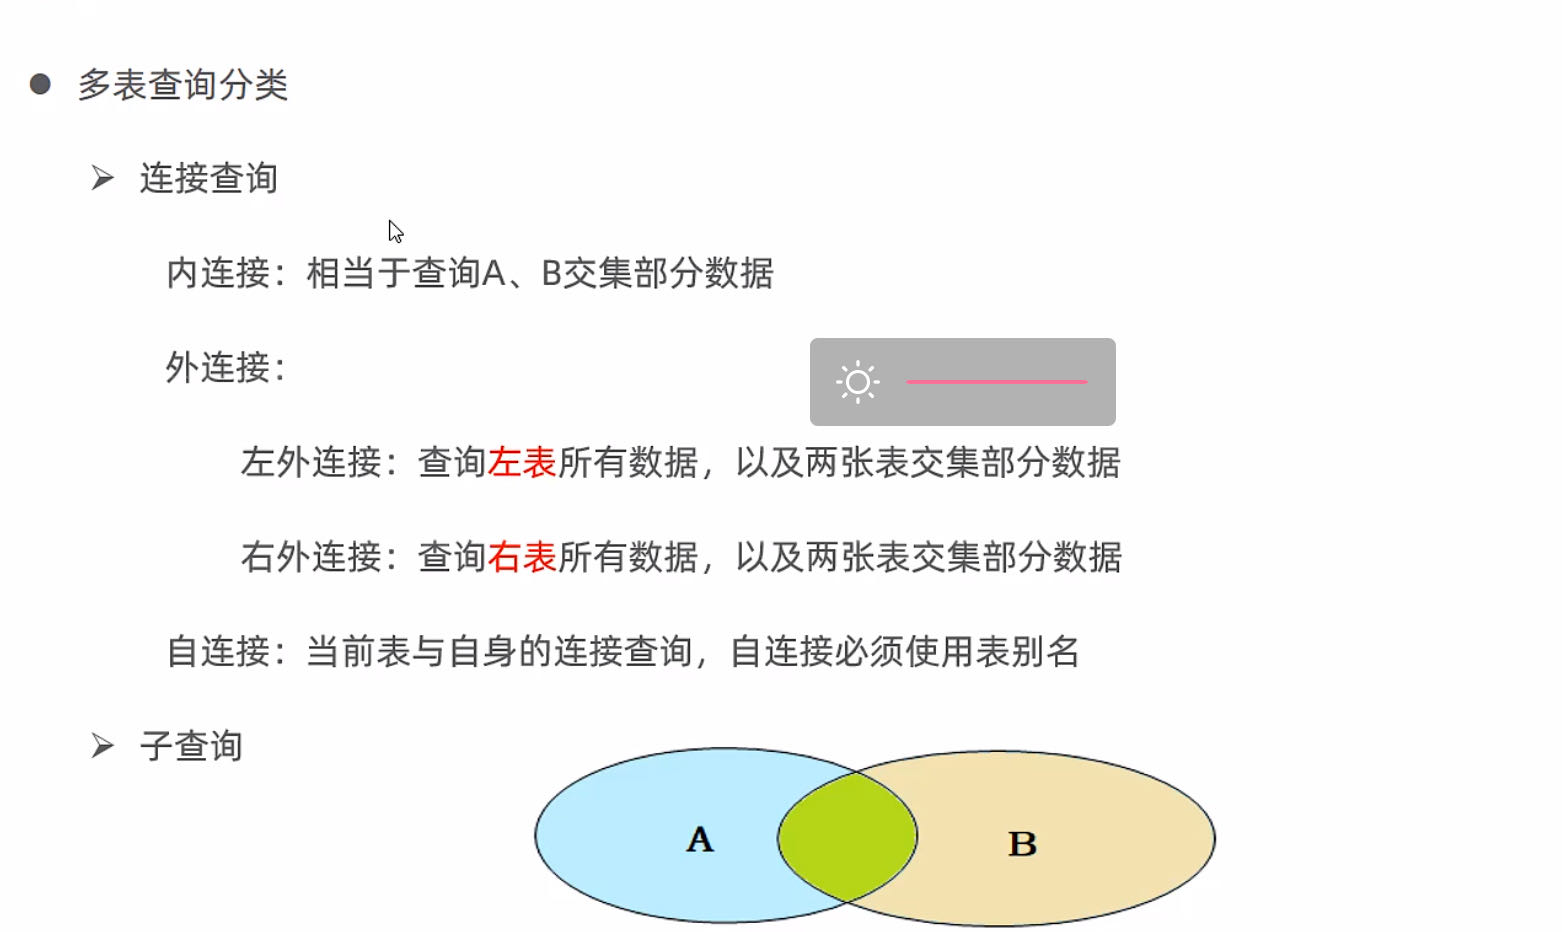 多表查询分类
连接查询
内连接：相当于查询A、B交集部分数据
外连接：
左外连接：查询左表所有数据，以及两张表交集部分数据
右外连接：查询右表所有数据，以及两张表交集部分数据
自连接：当前表与自身的连接查询，自连接必须使用表别名
子查询
A
B